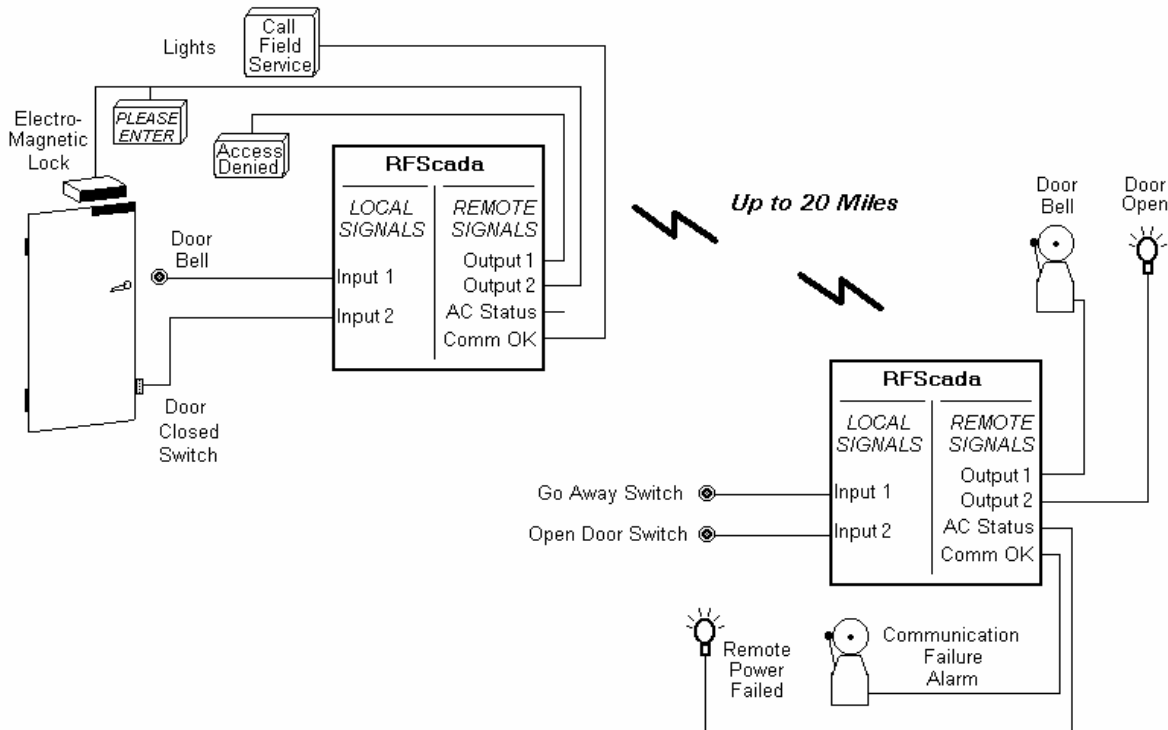 Lights
Call
Field
Service
Electro-
Magnetic
Lock
PLEASE
ENTER
Access
Denied
RFScada
LOCAL
SIGNALS
REMOTE
SIGNALS
Door
Bell
Input 1
Input 2
Output 1
Output 2
AC Status
Comm OK
Door
Closed
Switch
Up to 20 Miles
Door
Bell
Door
Open
RFScada
LOCAL
SIGNALS
REMOTE
SIGNALS
Go Away Switch
Open Door Switch
Input 1
Input 2
Output 1
Output 2
AC Status
Comm OK
Remote
Power
Failed
Communication
Failure
Alarm